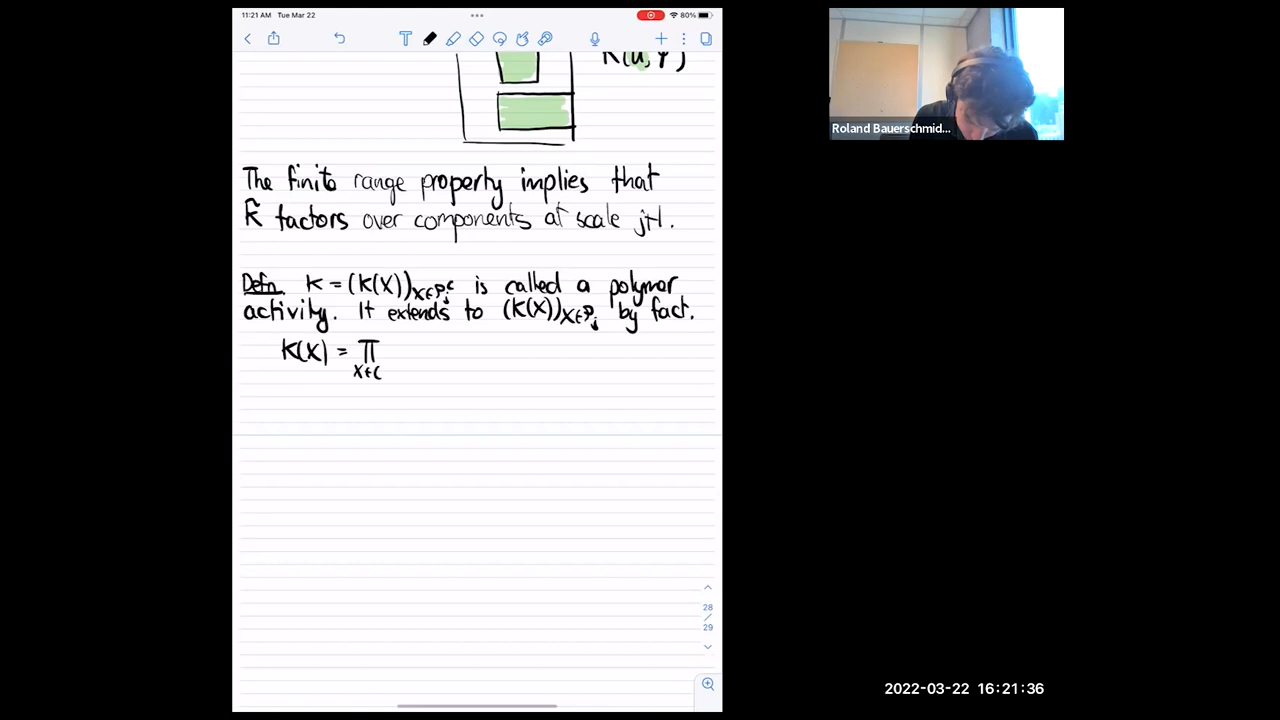 11:21 AM Tue Mar 22
80%
K(U, φ)
The finite range property implies that
K̃ factors over components at scale j+1.
Defn K = (K(X))_{X∈𝒫_j^c} is called a polymer
activity. It extends to (K(X))_{X∈𝒫_j} by fact.
K(X) = ∏_{X∈C}
28
/
29
Roland Bauerschmid...
2022-03-22 16:21:36